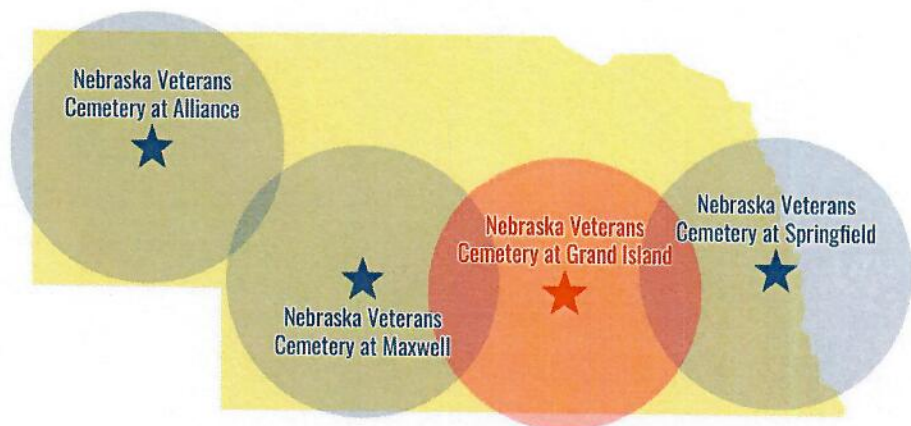 Nebraska Veterans
Cemetery at Alliance
Nebraska Veterans
Cemetery at Maxwell
Nebraska Veterans
Cemetery at Grand Island
Nebraska Veterans
Cemetery at Springfield